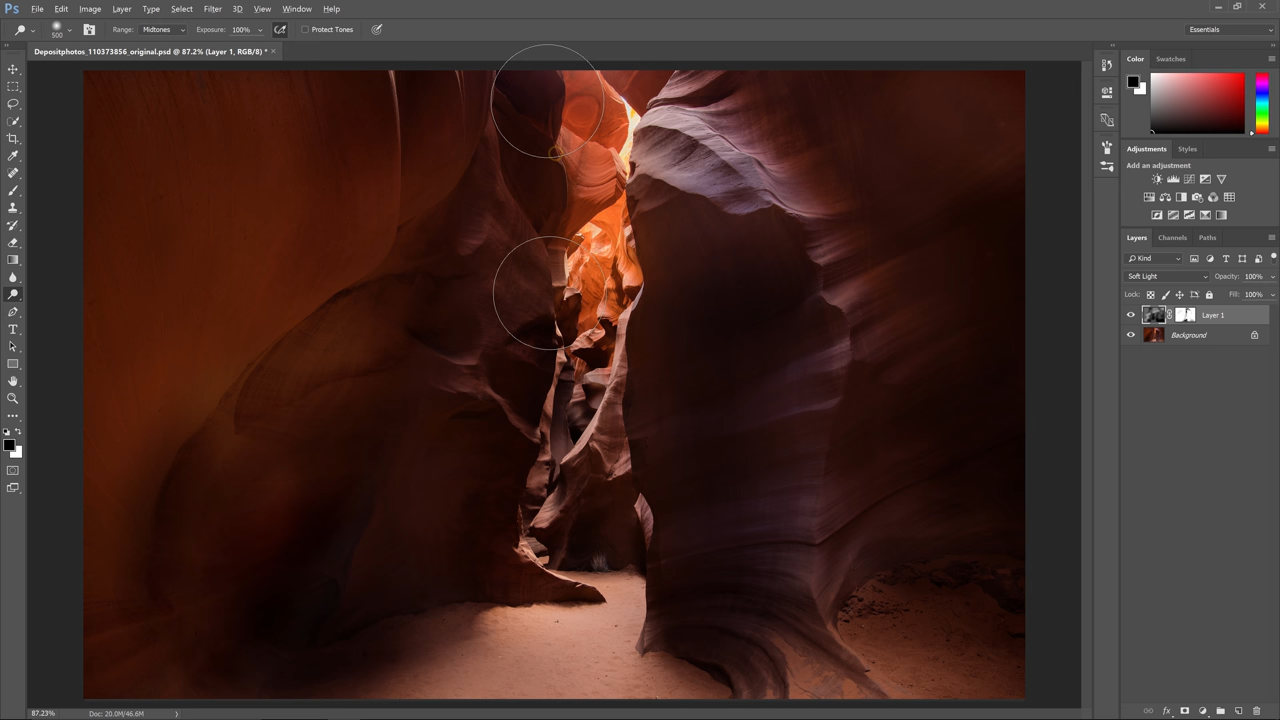 Ps File Edit Image Layer Type Select Filter 3D View Window Help
500 Range: Midtones Exposure: 100% Protect Tones Essentials
Depositphotos_110373856_original.psd @ 87.2% (Layer 1, RGB/8) * ×
Color Swatches
Adjustments Styles
Add an adjustment
Layers Channels Paths
Kind
Soft Light Opacity: 100%
Lock: Fill: 100%
Layer 1
Background
87.23% Doc: 20.0M/46.6M